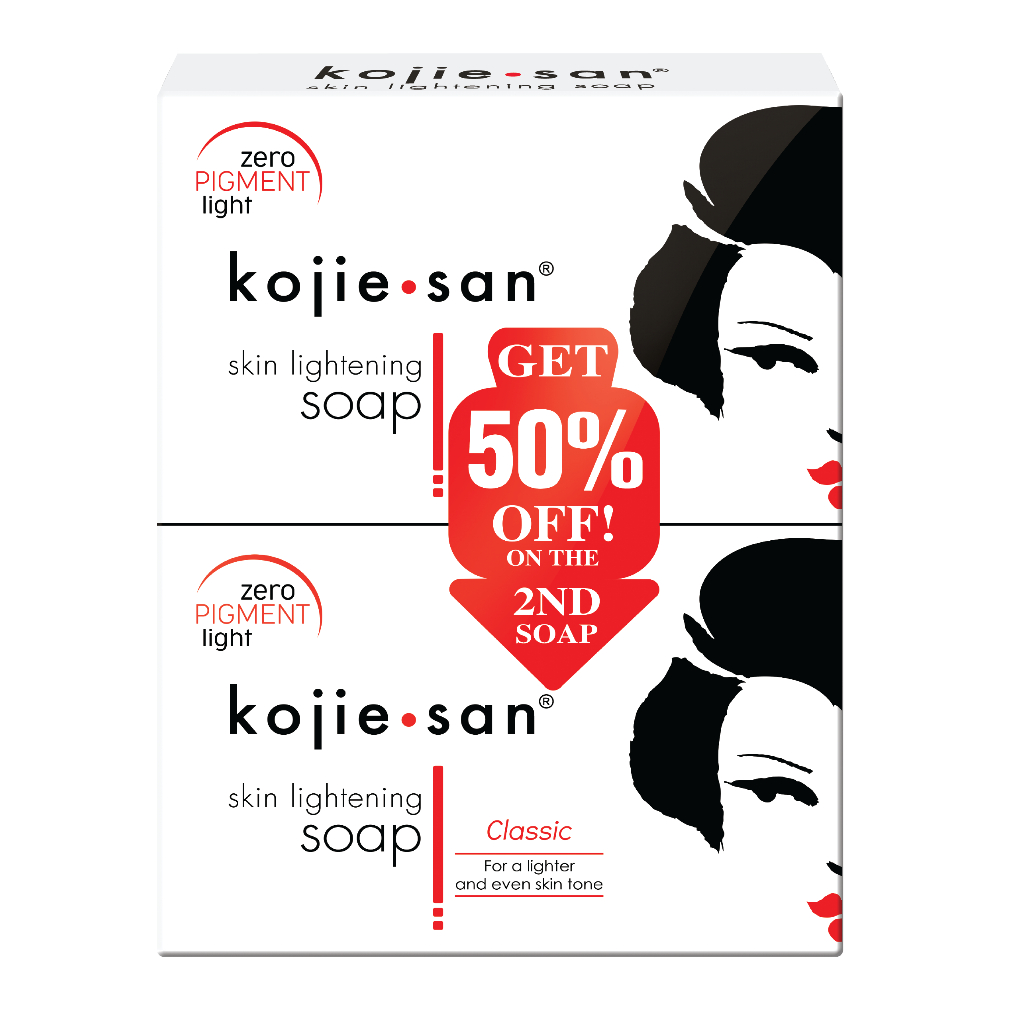 kojie•san®
skin lightening soap
zero
PIGMENT
light
kojie•san®
skin lightening
soap
GET
50%
OFF!
ON THE
2ND
SOAP
zero
PIGMENT
light
kojie•san®
skin lightening
soap
Classic
For a lighter
and even skin tone